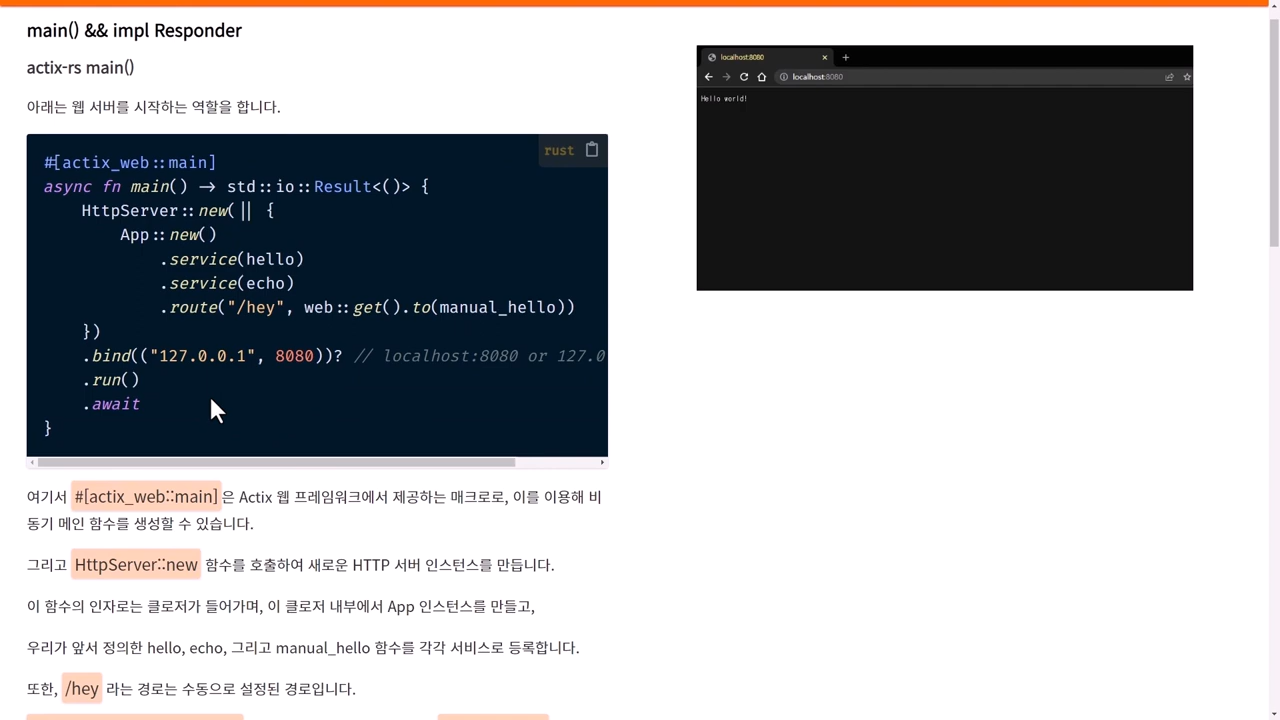 main() && impl Responder
actix-rs main()
아래는 웹 서버를 시작하는 역할을 합니다.
rust
#[actix_web::main]
async fn main() -> std::io::Result<()> {
HttpServer::new(|| {
App::new()
.service(hello)
.service(echo)
.route("/hey", web::get().to(manual_hello))
})
.bind(("127.0.0.1", 8080))? // localhost:8080 or 127.0
.run()
.await
}
여기서 #[actix_web::main]은 Actix 웹 프레임워크에서 제공하는 매크로로, 이를 이용해 비
동기 메인 함수를 생성할 수 있습니다.
그리고 HttpServer::new 함수를 호출하여 새로운 HTTP 서버 인스턴스를 만듭니다.
이 함수의 인자로는 클로저가 들어가며, 이 클로저 내부에서 App 인스턴스를 만들고,
우리가 앞서 정의한 hello, echo, 그리고 manual_hello 함수를 각각 서비스로 등록합니다.
또한, /hey 라는 경로는 수동으로 설정된 경로입니다.
localhost:8080
localhost:8080
Hello world!